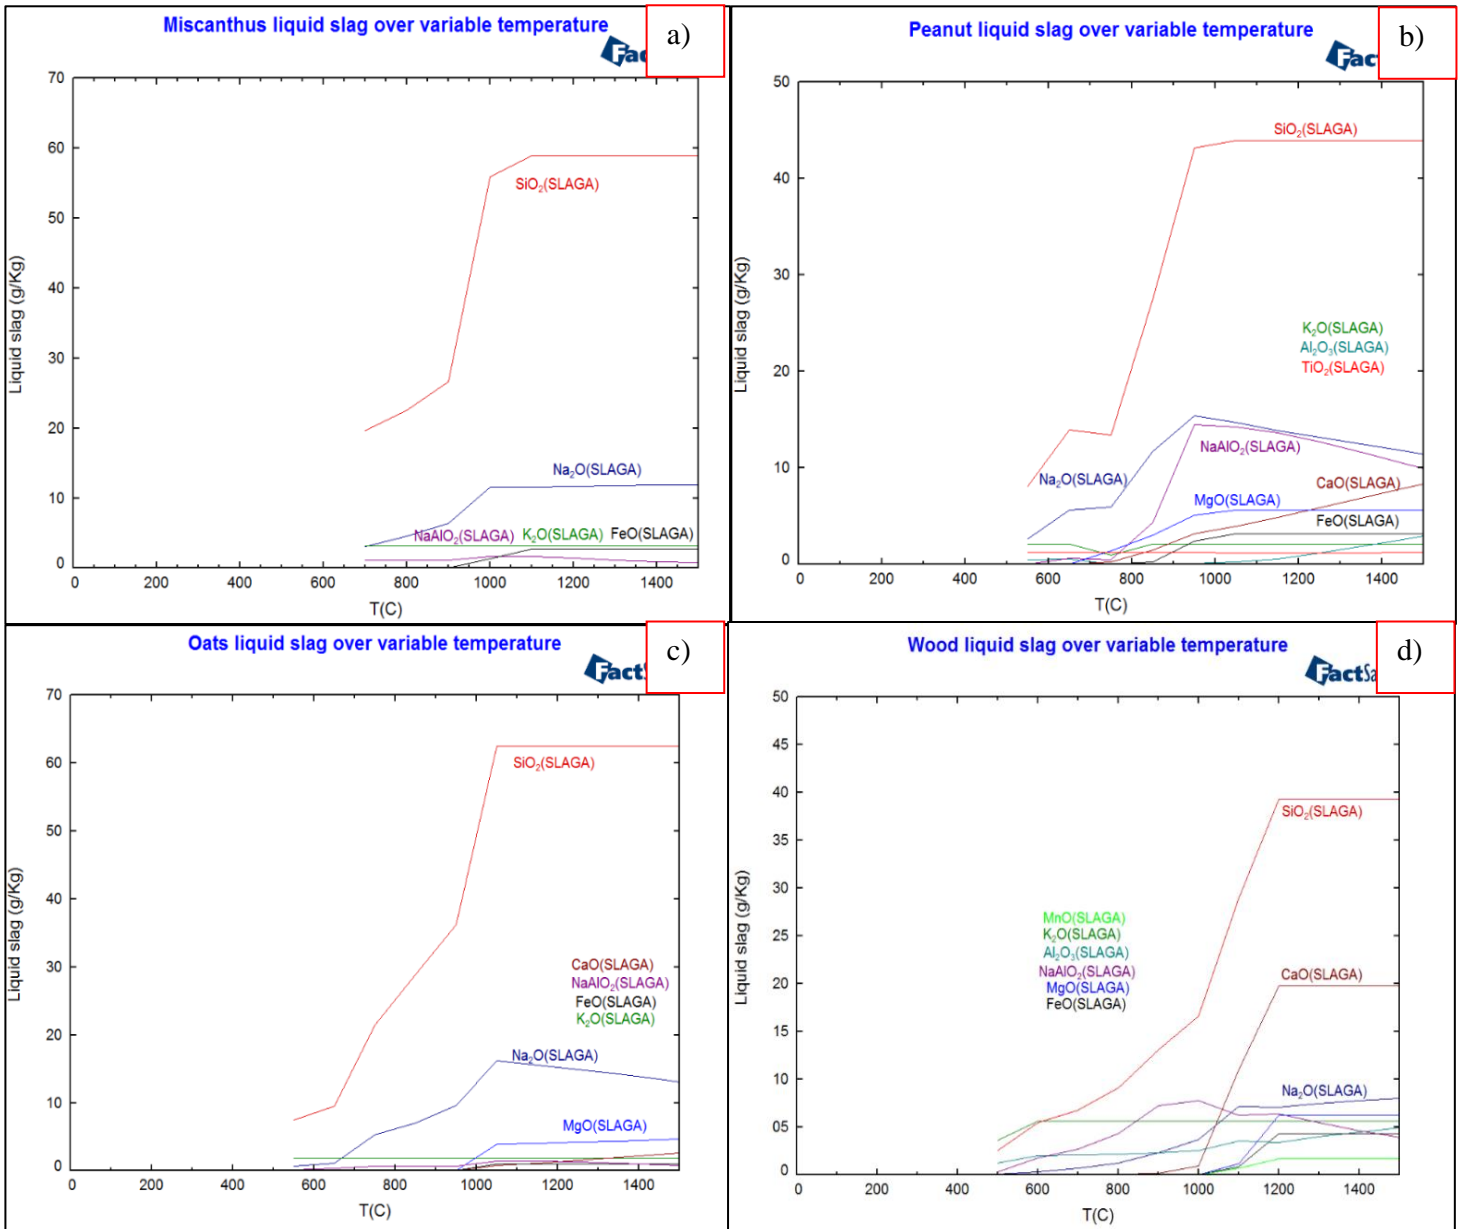 Miscanthus liquid slag over variable temperature
a)
Fac
70
60
50
40
30
20
10
0
Liquid slag (g/Kg)
SiO₂(SLAGA)
Na₂O(SLAGA)
NaAlO₂(SLAGA) K₂O(SLAGA) FeO(SLAGA)
0 200 400 600 800 1000 1200 1400
T(C)
Peanut liquid slag over variable temperature
b)
Fact
50
40
30
20
10
0
Liquid slag (g/Kg)
SiO₂(SLAGA)
K₂O(SLAGA)
Al₂O₃(SLAGA)
TiO₂(SLAGA)
NaAlO₂(SLAGA)
Na₂O(SLAGA)
CaO(SLAGA)
MgO(SLAGA)
FeO(SLAGA)
0 200 400 600 800 1000 1200 1400
T(C)
Oats liquid slag over variable temperature
c)
FactSa
70
60
50
40
30
20
10
0
Liquid slag (g/Kg)
SiO₂(SLAGA)
CaO(SLAGA)
NaAlO₂(SLAGA)
FeO(SLAGA)
K₂O(SLAGA)
Na₂O(SLAGA)
MgO(SLAGA)
0 200 400 600 800 1000 1200 1400
T(C)
Wood liquid slag over variable temperature
d)
FactSa
50
45
40
35
30
25
20
15
10
05
0
Liquid slag (g/Kg)
SiO₂(SLAGA)
MnO(SLAGA)
K₂O(SLAGA)
Al₂O₃(SLAGA)
NaAlO₂(SLAGA)
MgO(SLAGA)
FeO(SLAGA)
CaO(SLAGA)
Na₂O(SLAGA)
0 200 400 600 800 1000 1200 1400
T(C)